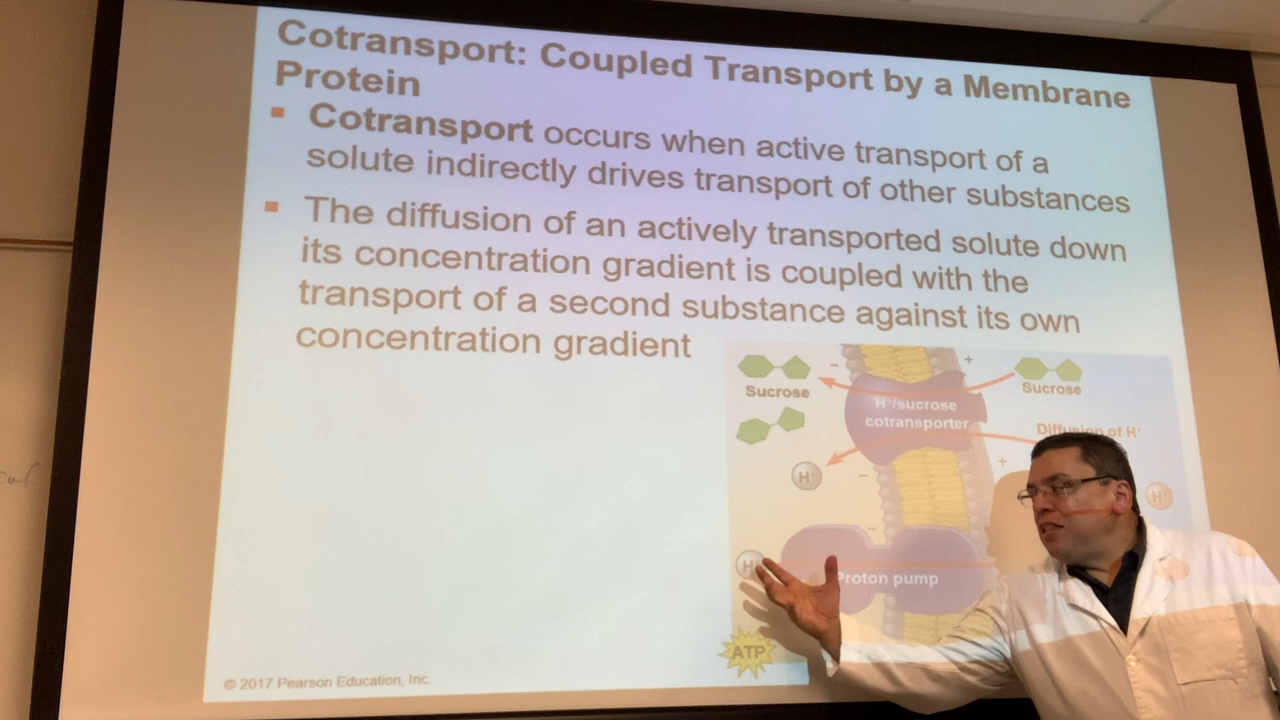 Cotransport: Coupled Transport by a Membrane
Protein
▪ Cotransport occurs when active transport of a
solute indirectly drives transport of other substances
▪ The diffusion of an actively transported solute down
its concentration gradient is coupled with the
transport of a second substance against its own
concentration gradient
− +
Sucrose
Sucrose
H⁺/sucrose
cotransporter
Diffusion of H⁺
+
H⁺
−
H⁺
−
H
Proton pump
ATP
© 2017 Pearson Education, Inc.